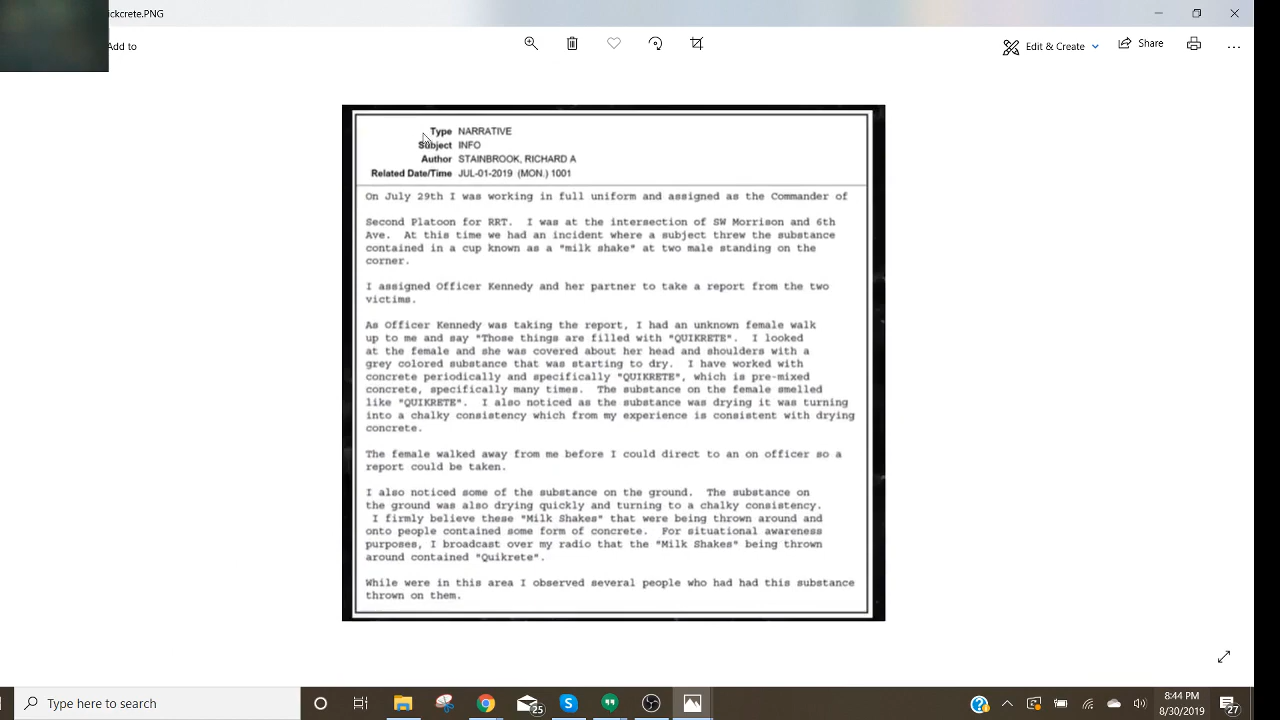 ickcrete.PNG
Add to
Edit & Create
Share
Type NARRATIVE
Subject INFO
Author STAINBROOK, RICHARD A
Related Date/Time JUL-01-2019 (MON.) 1001
On July 29th I was working in full uniform and assigned as the Commander of
Second Platoon for RRT. I was at the intersection of SW Morrison and 6th
Ave. At this time we had an incident where a subject threw the substance
contained in a cup known as a "milk shake" at two male standing on the
corner.
I assigned Officer Kennedy and her partner to take a report from the two
victims.
As Officer Kennedy was taking the report, I had an unknown female walk
up to me and say "Those things are filled with "QUIKRETE". I looked
at the female and she was covered about her head and shoulders with a
grey colored substance that was starting to dry. I have worked with
concrete periodically and specifically "QUIKRETE", which is pre-mixed
concrete, specifically many times. The substance on the female smelled
like "QUIKRETE". I also noticed as the substance was drying it was turning
into a chalky consistency which from my experience is consistent with drying
concrete.
The female walked away from me before I could direct to an on officer so a
report could be taken.
I also noticed some of the substance on the ground. The substance on
the ground was also drying quickly and turning to a chalky consistency.
I firmly believe these "Milk Shakes" that were being thrown around and
onto people contained some form of concrete. For situational awareness
purposes, I broadcast over my radio that the "Milk Shakes" being thrown
around contained "Quikrete".
While were in this area I observed several people who had had this substance
thrown on them.
Type here to search
25
8:44 PM
8/30/2019
27